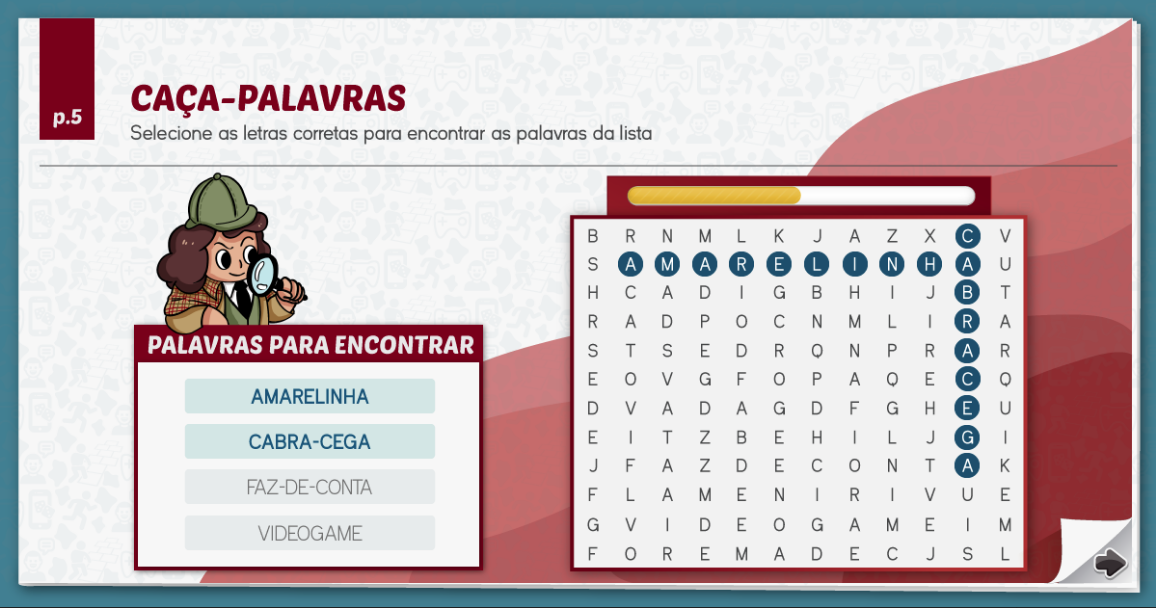 p.5
CAÇA-PALAVRAS
Selecione as letras corretas para encontrar as palavras da lista
PALAVRAS PARA ENCONTRAR
AMARELINHA
CABRA-CEGA
FAZ-DE-CONTA
VIDEOGAME
B R N M L K J A Z X C V
S A M A R E L I N H A U
H C A D I G B H I J B T
R A D P O C N M L I R A
S T S E D R Q N P R A R
E O V G F O P A Q E C Q
D V A D A G D F G H E U
E I T Z B E H I L J G I
J F A Z D E C O N T A K
F L A M E N I R I V U E
G V I D E O G A M E I M
F O R E M A D E C J S L